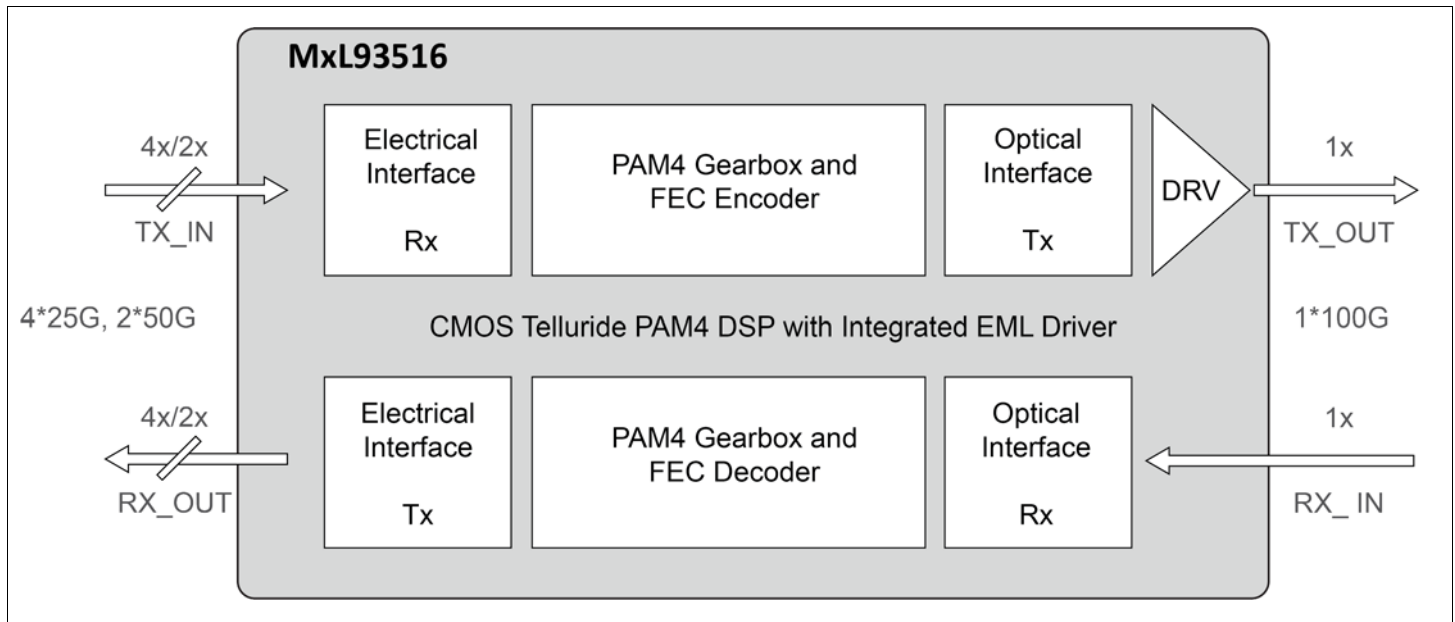 MxL93516
4x/2x
TX_IN
Electrical
Interface
Rx
PAM4 Gearbox and
FEC Encoder
Optical
Interface
Tx
DRV
1x
TX_OUT
4*25G, 2*50G
CMOS Telluride PAM4 DSP with Integrated EML Driver
1*100G
4x/2x
RX_OUT
Electrical
Interface
Tx
PAM4 Gearbox and
FEC Decoder
Optical
Interface
Rx
1x
RX_ IN